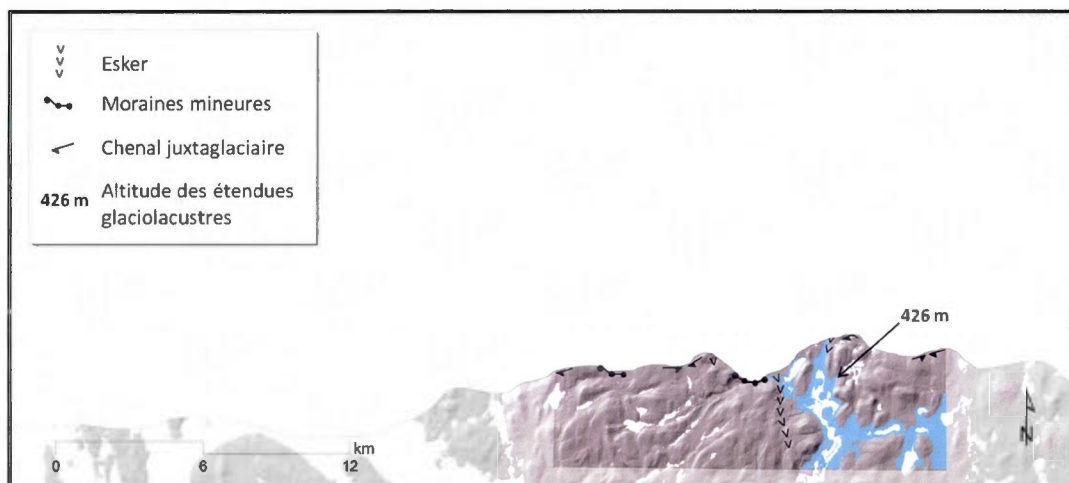 Esker
Moraines mineures
Chenal juxtaglaciaire
426 m Altitude des étendues
glaciolacustres
426 m
km
0 6 12
N